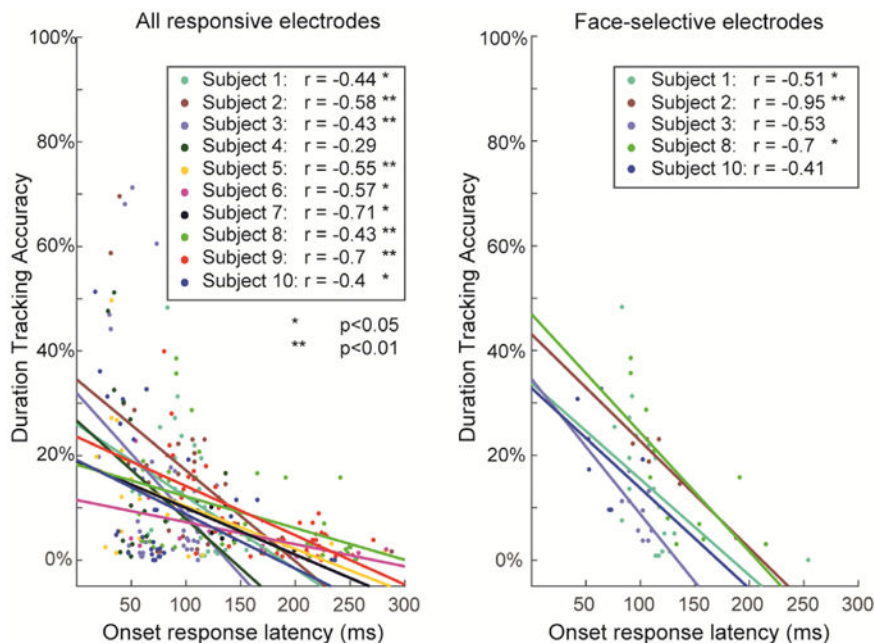 All responsive electrodes
Duration Tracking Accuracy
100%
80%
60%
40%
20%
0%
Subject 1: r = -0.44 *
Subject 2: r = -0.58 **
Subject 3: r = -0.43 **
Subject 4: r = -0.29
Subject 5: r = -0.55 **
Subject 6: r = -0.57 *
Subject 7: r = -0.71 *
Subject 8: r = -0.43 **
Subject 9: r = -0.7 **
Subject 10: r = -0.4 *
* p<0.05
** p<0.01
50 100 150 200 250 300
Onset response latency (ms)
Face-selective electrodes
Duration Tracking Accuracy
100%
80%
60%
40%
20%
0%
Subject 1: r = -0.51 *
Subject 2: r = -0.95 **
Subject 3: r = -0.53
Subject 8: r = -0.7 *
Subject 10: r = -0.41
50 100 150 200 250 300
Onset response latency (ms)